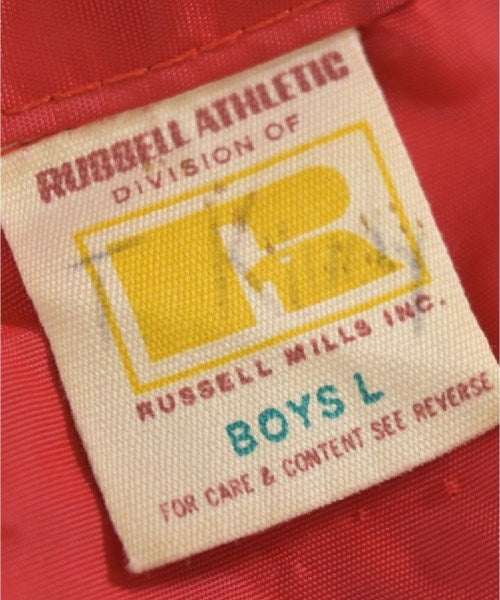 RUSSELL ATHLETIC
DIVISION OF
R
RUSSELL MILLS INC.
BOYS L
FOR CARE & CONTENT SEE REVERSE